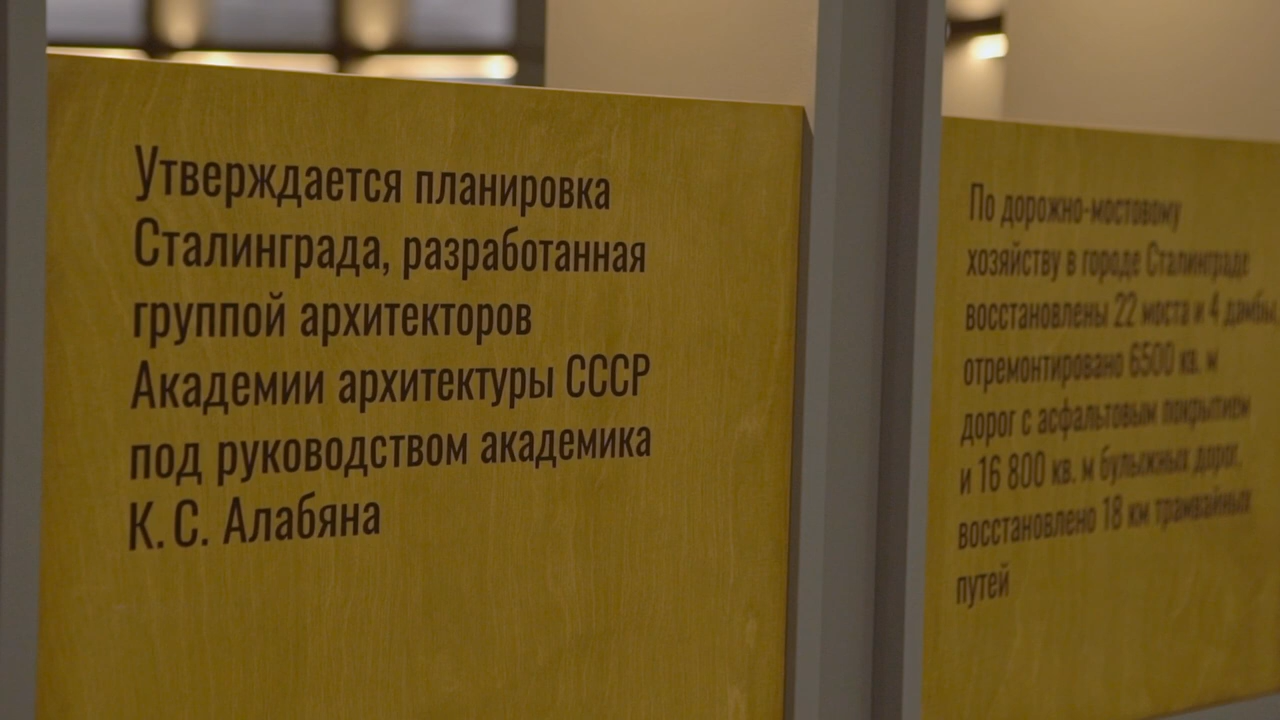 Утверждается планировка
Сталинграда, разработанная
группой архитекторов
Академии архитектуры СССР
под руководством академика
К. С. Алабяна
По дорожно-мостовому
хозяйству в городе Сталинграде
восстановлены 22 моста и 4 дамбы,
отремонтировано 6500 кв. м
дорог с асфальтовым покрытием
и 16 800 кв. м булыжных дорог,
восстановлено 18 км трамвайных
путей